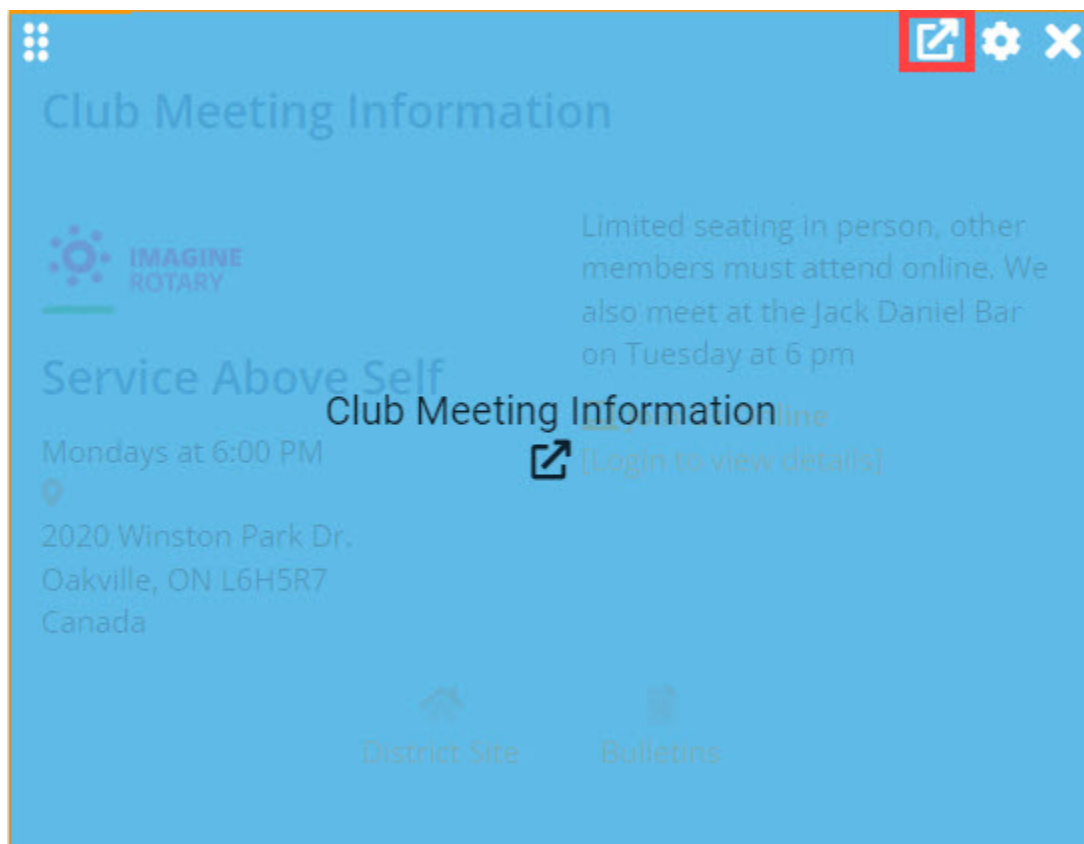 Club Meeting Information
IMAGINE
ROTARY
Service Above Self
Mondays at 6:00 PM
2020 Winston Park Dr.
Oakville, ON L6H5R7
Canada
Limited seating in person, other
members must attend online. We
also meet at the Jack Daniel Bar
on Tuesday at 6 pm
online
[Login to view details]
Club Meeting Information
District Site
Bulletins